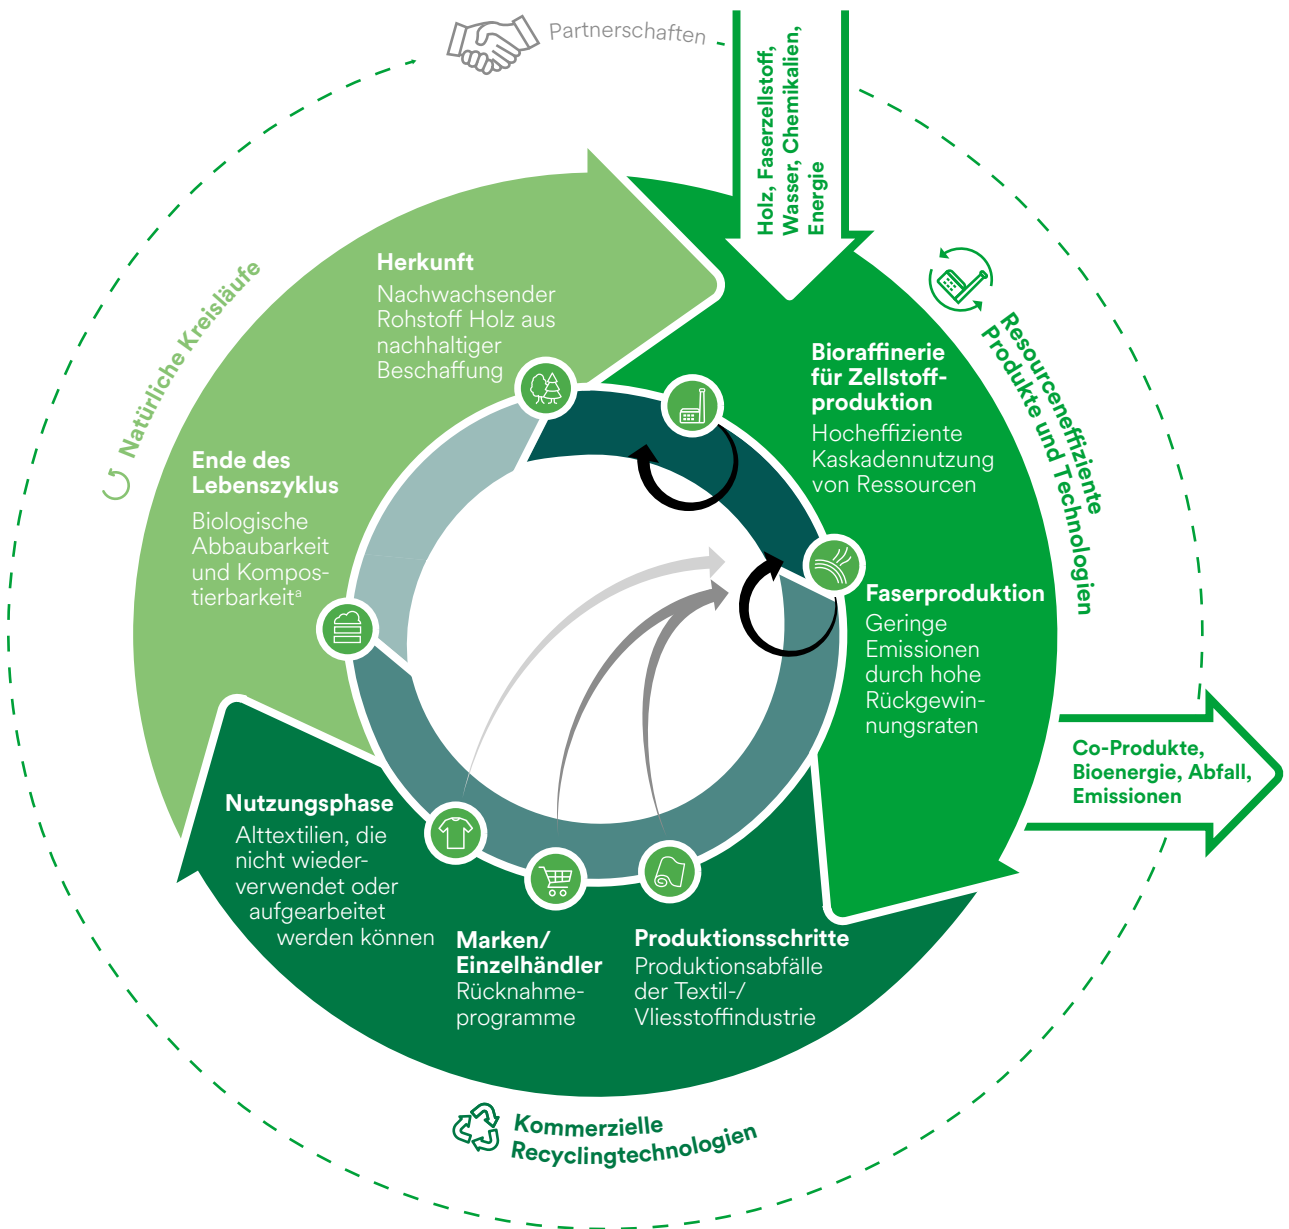 Partnerschaften
Holz, Faserzellstoff,
Wasser, Chemikalien,
Energie
Natürliche Kreisläufe
Herkunft
Nachwachsender
Rohstoff Holz aus
nachhaltiger
Beschaffung
Resourceneffiziente
Produkte und Technologien
Bioraffinerie
für Zellstoff-
produktion
Hocheffiziente
Kaskadennutzung
von Ressourcen
Ende des
Lebenszyklus
Biologische
Abbaubarkeit
und Kompos-
tierbarkeitᵃ
Faserproduktion
Geringe
Emissionen
durch hohe
Rückgewin-
nungsraten
Co-Produkte,
Bioenergie, Abfall,
Emissionen
Nutzungsphase
Alttextilien, die
nicht wieder-
verwendet oder
aufgearbeitet
werden können
Marken/
Einzelhändler
Rücknahme-
programme
Produktionsschritte
Produktionsabfälle
der Textil-/
Vliesstoffindustrie
Kommerzielle
Recyclingtechnologien